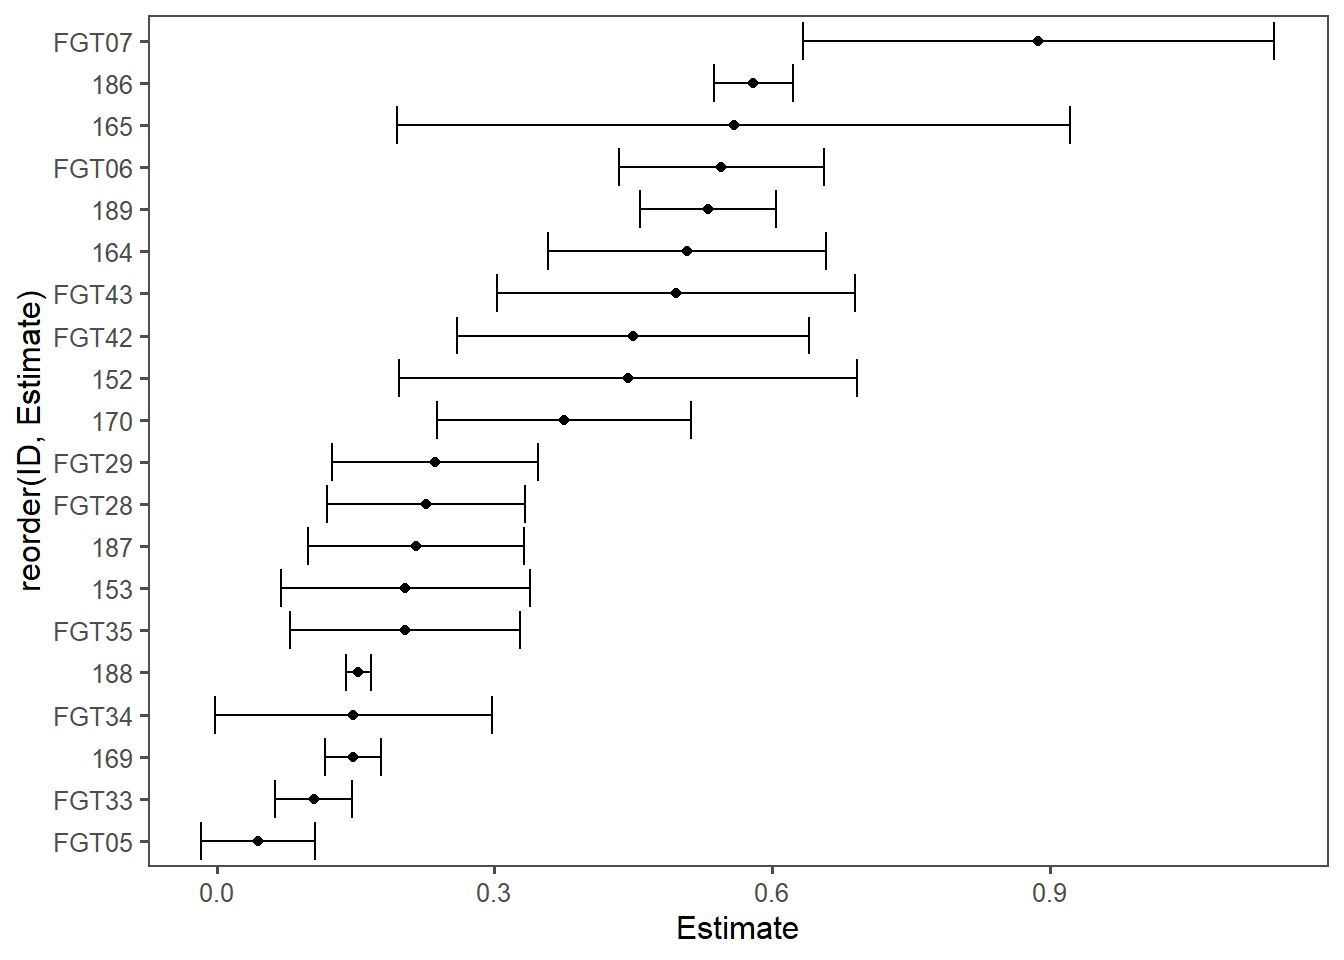 FGT07
186
165
FGT06
189
164
FGT43
FGT42
152
170
FGT29
FGT28
187
153
FGT35
188
FGT34
169
FGT33
FGT05
reorder(ID, Estimate)
0.0 0.3 0.6 0.9
Estimate